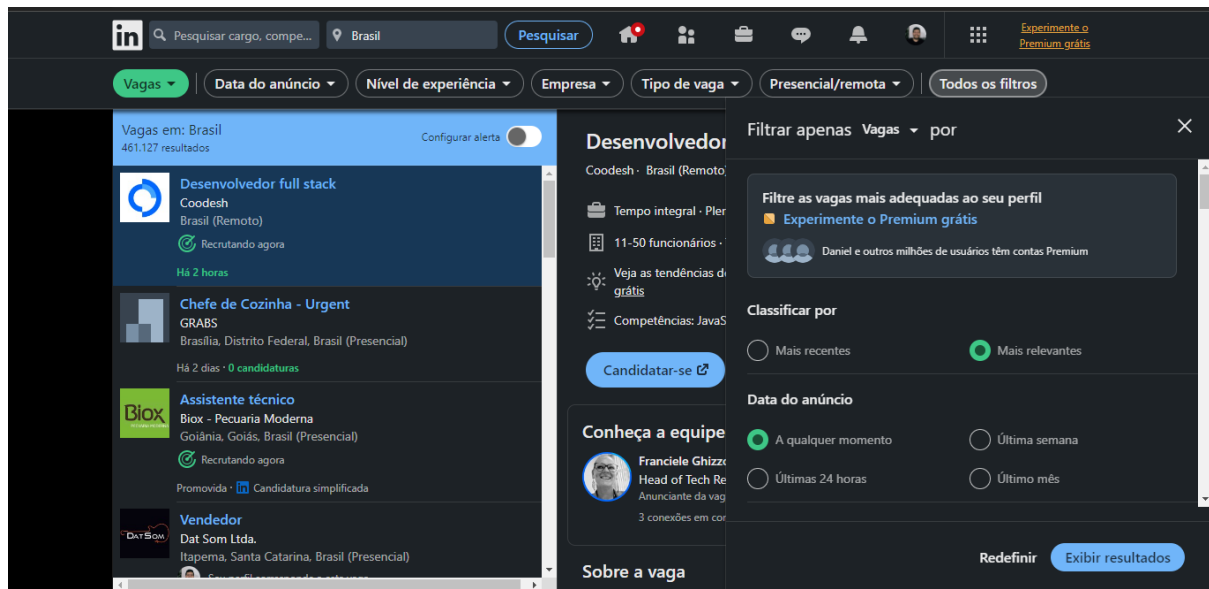 in
Pesquisar cargo, compe...
Brasil
Pesquisar
Experimente o
Premium grátis
Vagas
Data do anúncio
Nível de experiência
Empresa
Tipo de vaga
Presencial/remota
Todos os filtros
Vagas em: Brasil
461.127 resultados
Configurar alerta
Desenvolvedor full stack
Coodesh
Brasil (Remoto)
Recrutando agora
Há 2 horas
Chefe de Cozinha - Urgent
GRABS
Brasília, Distrito Federal, Brasil (Presencial)
Há 2 dias · 0 candidaturas
Biox
Assistente técnico
Biox - Pecuaria Moderna
Goiânia, Goiás, Brasil (Presencial)
Recrutando agora
Promovida · in Candidatura simplificada
DATSOM
Vendedor
Dat Som Ltda.
Itapema, Santa Catarina, Brasil (Presencial)
Desenvolvedor
Coodesh · Brasil (Remoto)
Tempo integral · Plen
11-50 funcionários ·
Veja as tendências de
grátis
Competências: JavaS
Candidatar-se
Conheça a equipe
Franciele Ghizzo
Head of Tech Re
Anunciante da vag
3 conexões em cor
Sobre a vaga
Filtrar apenas Vagas por
Filtre as vagas mais adequadas ao seu perfil
Experimente o Premium grátis
Daniel e outros milhões de usuários têm contas Premium
Classificar por
Mais recentes
Mais relevantes
Data do anúncio
A qualquer momento
Última semana
Últimas 24 horas
Último mês
Redefinir
Exibir resultados